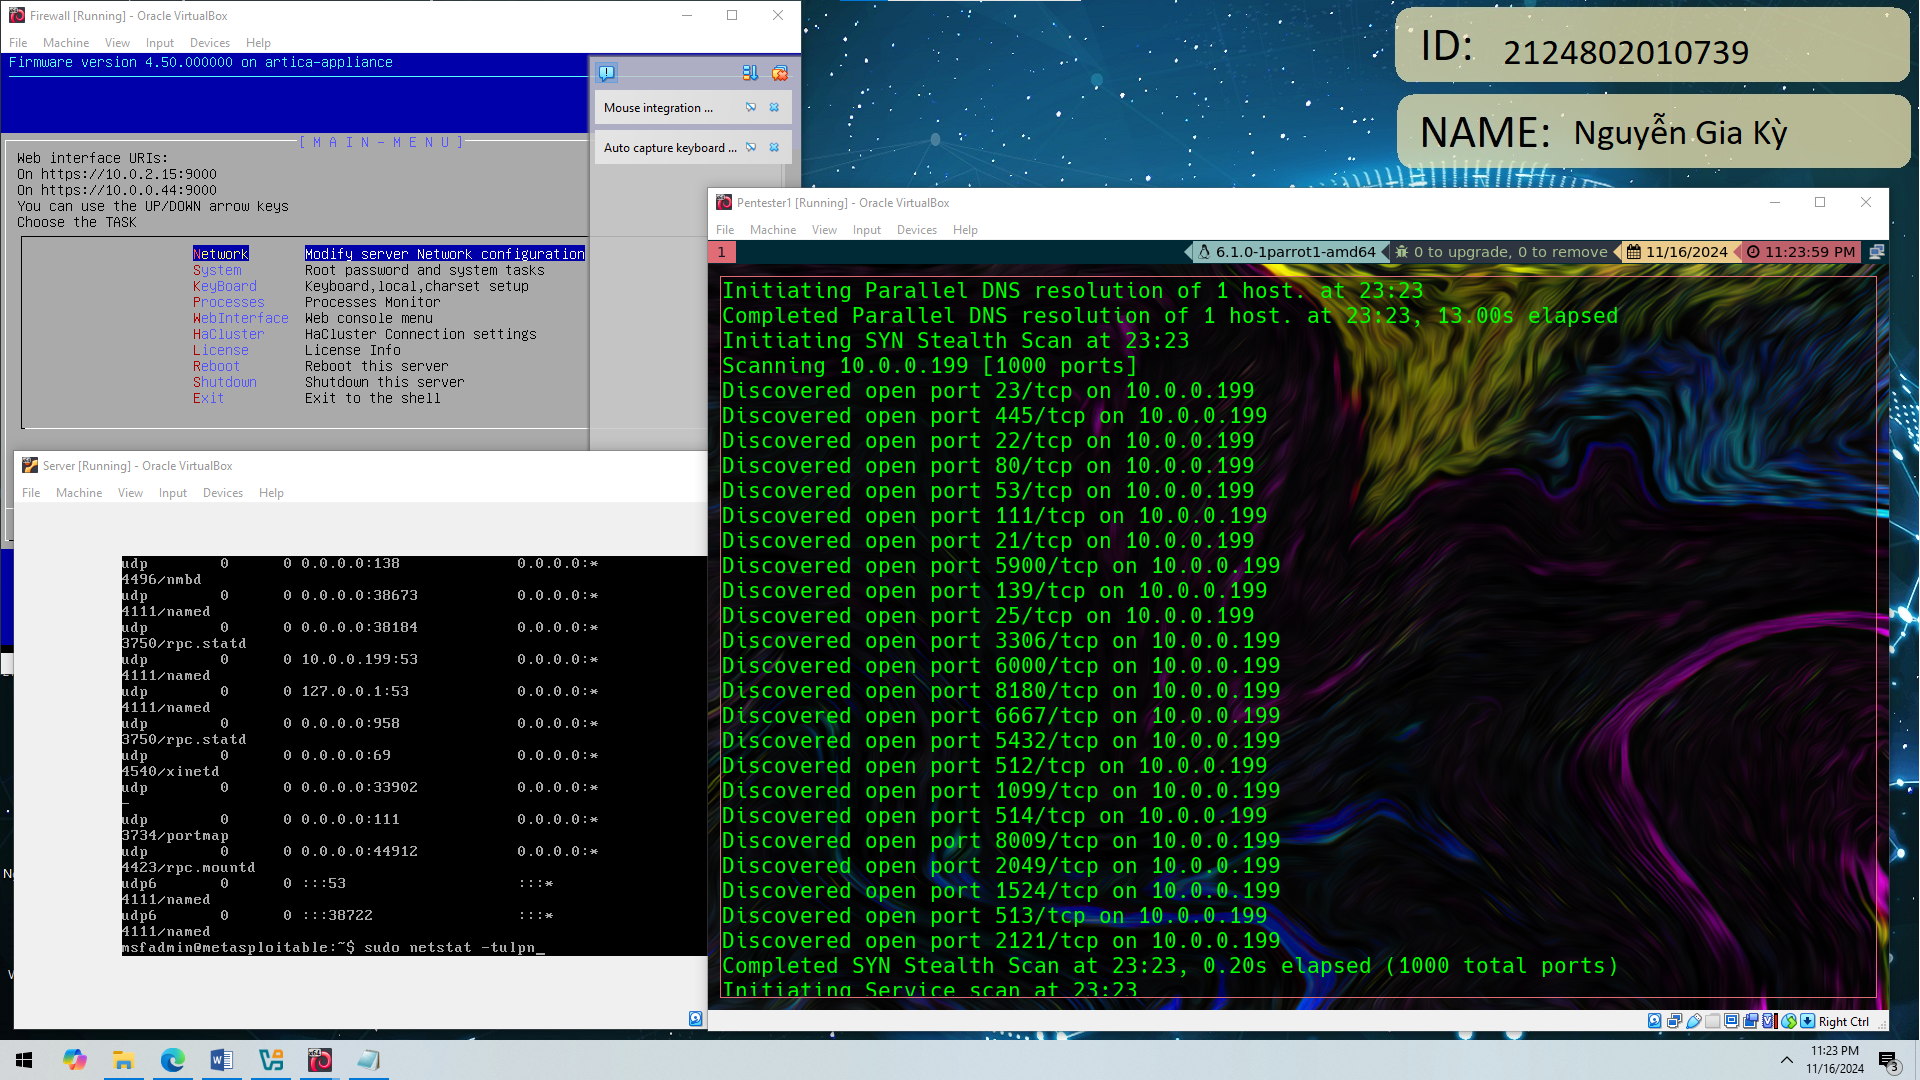 Firewall [Running] - Oracle VirtualBox
File Machine View Input Devices Help
Firmware version 4.50.000000 on artica-appliance
[ M A I N - M E N U ]
Web interface URIs:
On https://10.0.2.15:9000
On https://10.0.0.44:9000
You can use the UP/DOWN arrow keys
Choose the TASK
Network Modify server Network configuration
System Root password and system tasks
KeyBoard Keyboard,local,charset setup
Processes Processes Monitor
WebInterface Web console menu
HaCluster HaCluster Connection settings
License License Info
Reboot Reboot this server
Shutdown Shutdown this server
Exit Exit to the shell
Mouse integration ...
Auto capture keyboard ...
ID: 2124802010739
NAME: Nguyễn Gia Kỳ
Server [Running] - Oracle VirtualBox
File Machine View Input Devices Help
udp 0 0 0.0.0.0:138 0.0.0.0:*
4496/nmbd
udp 0 0 0.0.0.0:38673 0.0.0.0:*
4111/named
udp 0 0 0.0.0.0:38184 0.0.0.0:*
3750/rpc.statd
udp 0 0 10.0.0.199:53 0.0.0.0:*
4111/named
udp 0 0 127.0.0.1:53 0.0.0.0:*
4111/named
udp 0 0 0.0.0.0:958 0.0.0.0:*
3750/rpc.statd
udp 0 0 0.0.0.0:69 0.0.0.0:*
4540/xinetd
udp 0 0 0.0.0.0:33902 0.0.0.0:*
-
udp 0 0 0.0.0.0:111 0.0.0.0:*
3734/portmap
udp 0 0 0.0.0.0:44912 0.0.0.0:*
4423/rpc.mountd
udp6 0 0 :::53 :::*
4111/named
udp6 0 0 :::38722 :::*
4111/named
msfadmin@metasploitable:~$ sudo netstat -tulpn_
Pentester1 [Running] - Oracle VirtualBox
File Machine View Input Devices Help
1 6.1.0-1parrot1-amd64 0 to upgrade, 0 to remove 11/16/2024 11:23:59 PM
Initiating Parallel DNS resolution of 1 host. at 23:23
Completed Parallel DNS resolution of 1 host. at 23:23, 13.00s elapsed
Initiating SYN Stealth Scan at 23:23
Scanning 10.0.0.199 [1000 ports]
Discovered open port 23/tcp on 10.0.0.199
Discovered open port 445/tcp on 10.0.0.199
Discovered open port 22/tcp on 10.0.0.199
Discovered open port 80/tcp on 10.0.0.199
Discovered open port 53/tcp on 10.0.0.199
Discovered open port 111/tcp on 10.0.0.199
Discovered open port 21/tcp on 10.0.0.199
Discovered open port 5900/tcp on 10.0.0.199
Discovered open port 139/tcp on 10.0.0.199
Discovered open port 25/tcp on 10.0.0.199
Discovered open port 3306/tcp on 10.0.0.199
Discovered open port 6000/tcp on 10.0.0.199
Discovered open port 8180/tcp on 10.0.0.199
Discovered open port 6667/tcp on 10.0.0.199
Discovered open port 5432/tcp on 10.0.0.199
Discovered open port 512/tcp on 10.0.0.199
Discovered open port 1099/tcp on 10.0.0.199
Discovered open port 514/tcp on 10.0.0.199
Discovered open port 8009/tcp on 10.0.0.199
Discovered open port 2049/tcp on 10.0.0.199
Discovered open port 1524/tcp on 10.0.0.199
Discovered open port 513/tcp on 10.0.0.199
Discovered open port 2121/tcp on 10.0.0.199
Completed SYN Stealth Scan at 23:23, 0.20s elapsed (1000 total ports)
Initiating Service scan at 23:23
Right Ctrl
11:23 PM
11/16/2024
3